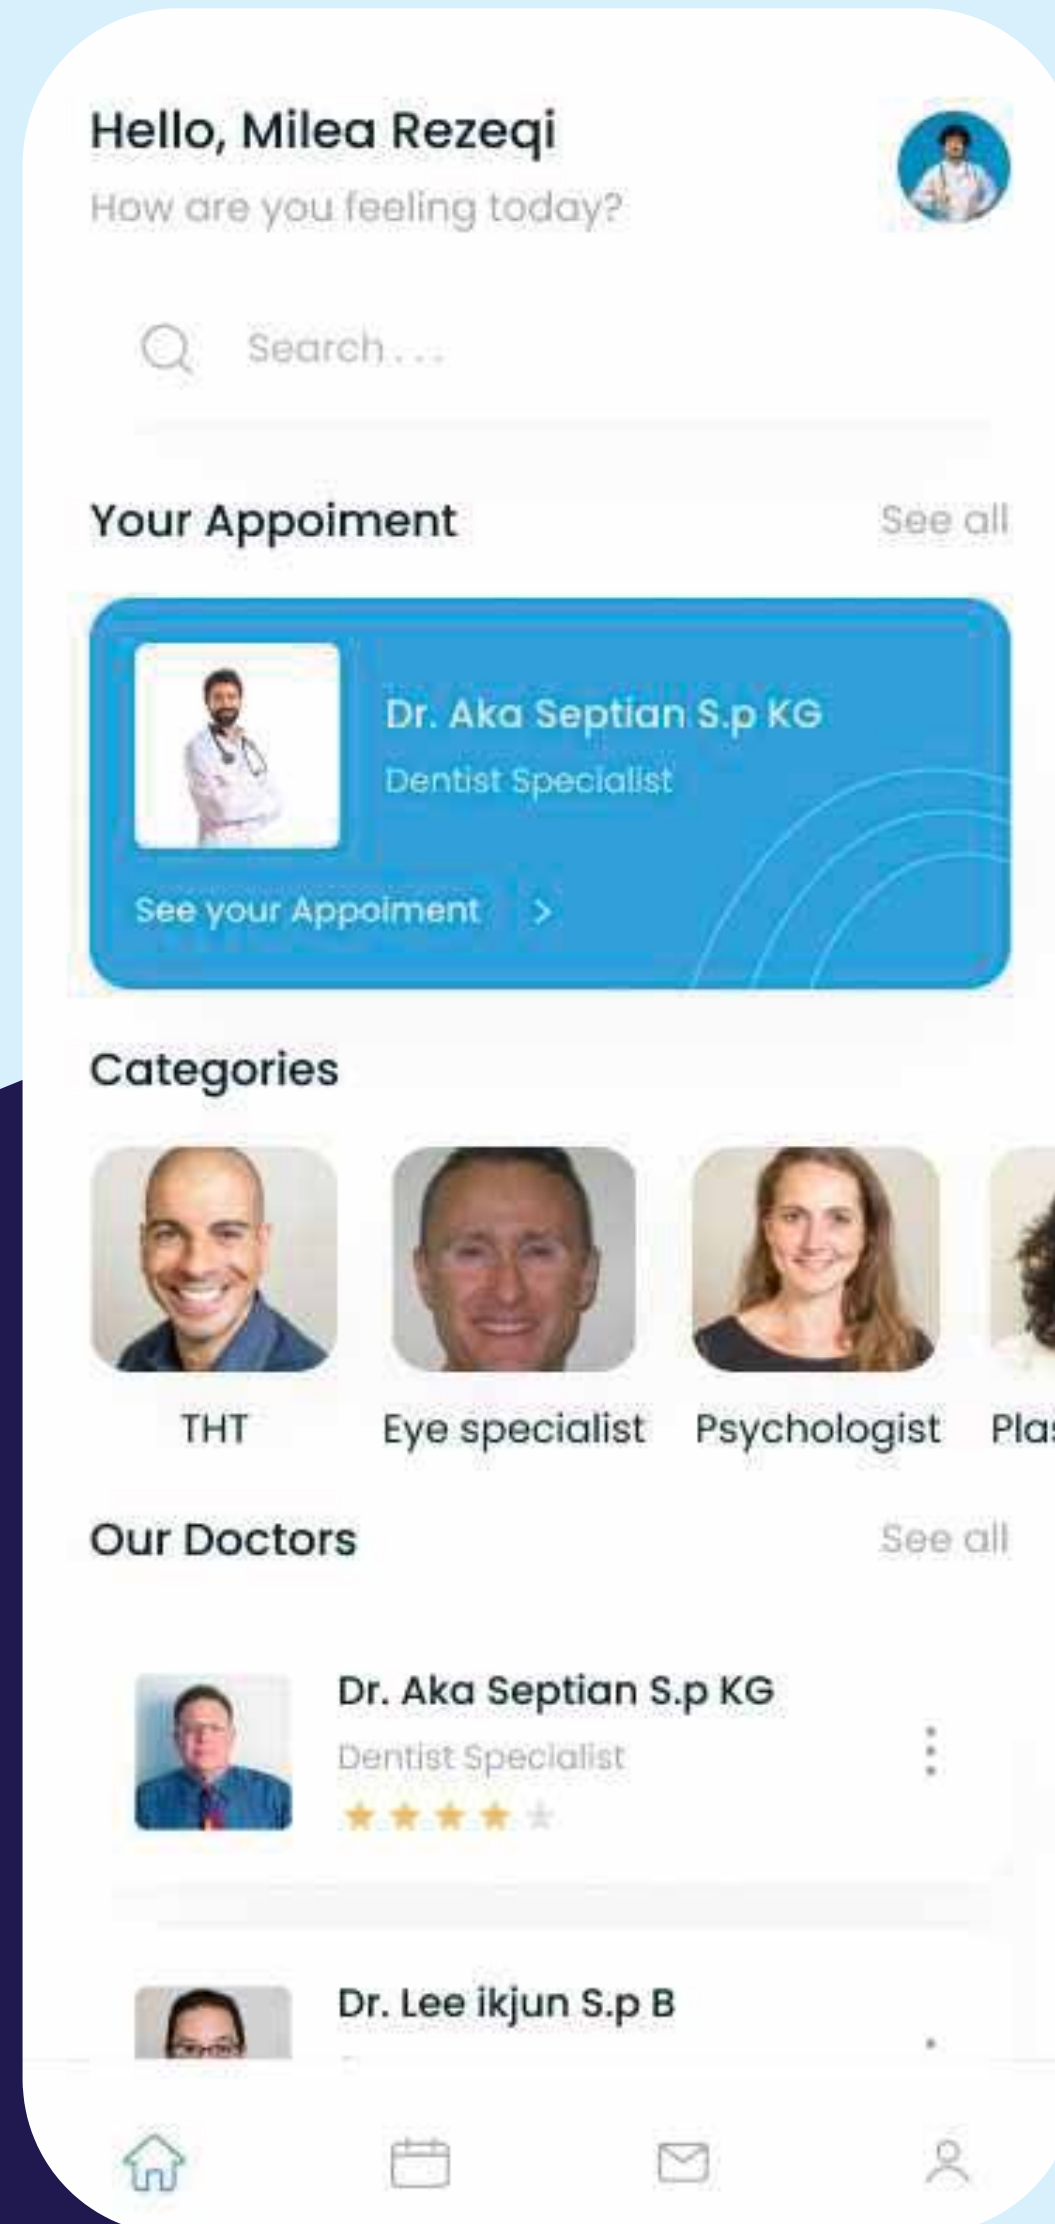 Hello, Milea Rezeqi
How are you feeling today?
Search . . .
Your Appoiment
See all
Dr. Aka Septian S.p KG
Dentist Specialist
See your Appoiment >
Categories
THT
Eye specialist
Psychologist
Plas
Our Doctors
See all
Dr. Aka Septian S.p KG
Dentist Specialist
Dr. Lee ikjun S.p B